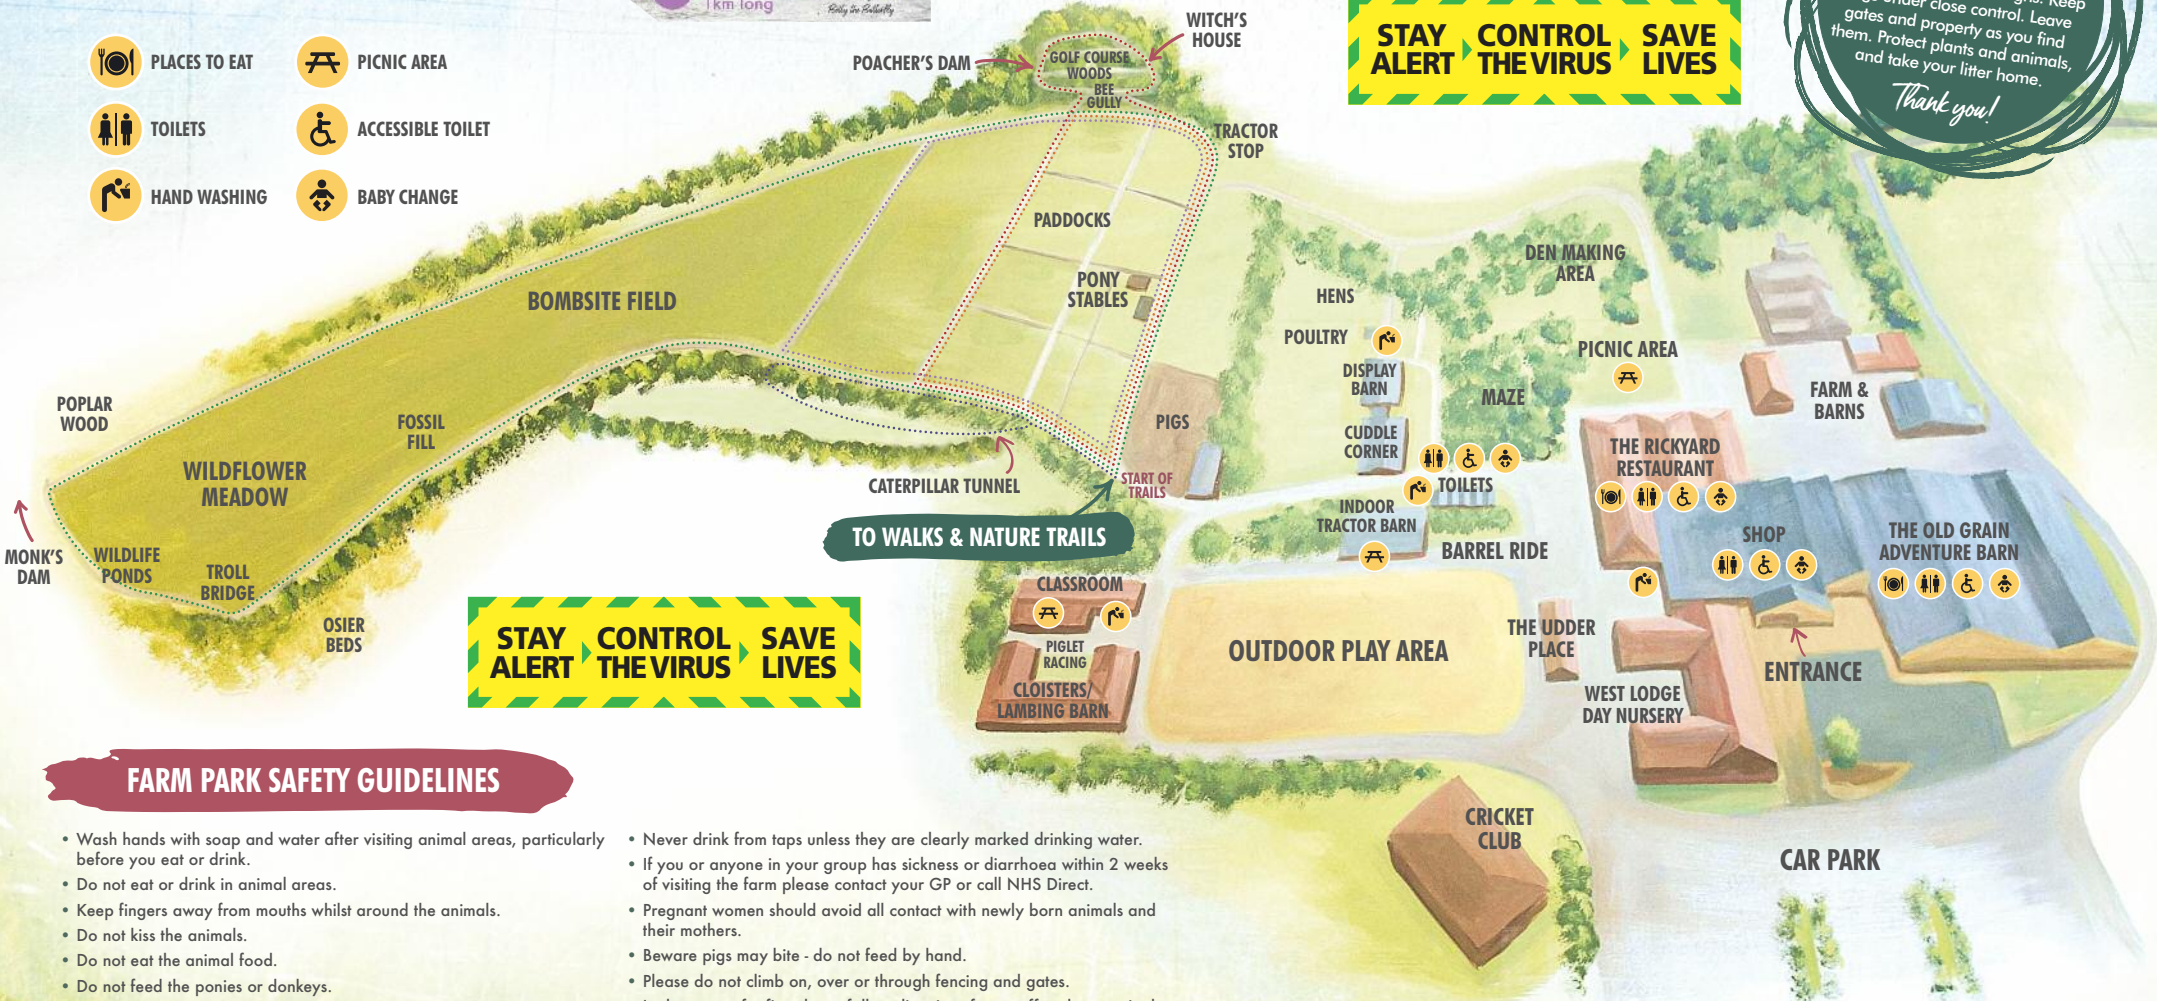 1km long
Betty the Butterfly
PLACES TO EAT
PICNIC AREA
TOILETS
ACCESSIBLE TOILET
HAND WASHING
BABY CHANGE
STAY ALERT CONTROL THE VIRUS SAVE LIVES
Keep
under close control. Leave
gates and property as you find
them. Protect plants and animals,
and take your litter home.
Thank you!
POACHER'S DAM
WITCH'S
HOUSE
GOLF COURSE
WOODS
BEE
GULLY
TRACTOR
STOP
PADDOCKS
PONY
STABLES
BOMBSITE FIELD
HENS
POULTRY
DISPLAY
BARN
CUDDLE
CORNER
DEN MAKING
AREA
MAZE
PICNIC AREA
FARM &
BARNS
POPLAR
WOOD
FOSSIL
FILL
WILDFLOWER
MEADOW
MONK'S
DAM
WILDLIFE
PONDS
TROLL
BRIDGE
OSIER
BEDS
CATERPILLAR TUNNEL
PIGS
START OF
TRAILS
TO WALKS & NATURE TRAILS
TOILETS
INDOOR
TRACTOR BARN
BARREL RIDE
THE RICKYARD
RESTAURANT
SHOP
THE OLD GRAIN
ADVENTURE BARN
CLASSROOM
PIGLET
RACING
CLOISTERS/
LAMBING BARN
OUTDOOR PLAY AREA
THE UDDER
PLACE
WEST LODGE
DAY NURSERY
ENTRANCE
CRICKET
CLUB
CAR PARK
STAY ALERT CONTROL THE VIRUS SAVE LIVES
FARM PARK SAFETY GUIDELINES
• Wash hands with soap and water after visiting animal areas, particularly
before you eat or drink.
• Do not eat or drink in animal areas.
• Keep fingers away from mouths whilst around the animals.
• Do not kiss the animals.
• Do not eat the animal food.
• Do not feed the ponies or donkeys.
• Never drink from taps unless they are clearly marked drinking water.
• If you or anyone in your group has sickness or diarrhoea within 2 weeks
of visiting the farm please contact your GP or call NHS Direct.
• Pregnant women should avoid all contact with newly born animals and
their mothers.
• Beware pigs may bite - do not feed by hand.
• Please do not climb on, over or through fencing and gates.